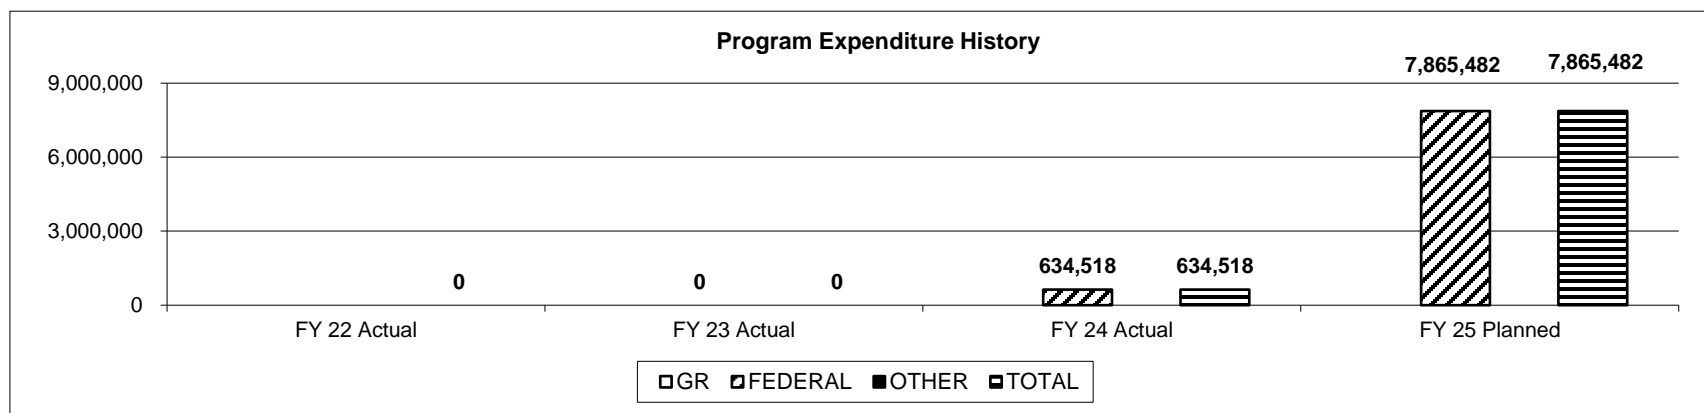 Program Expenditure History
7,865,482 7,865,482
9,000,000
6,000,000
3,000,000
634,518 634,518
0 0 0
0
FY 22 Actual FY 23 Actual FY 24 Actual FY 25 Planned
GR FEDERAL OTHER TOTAL